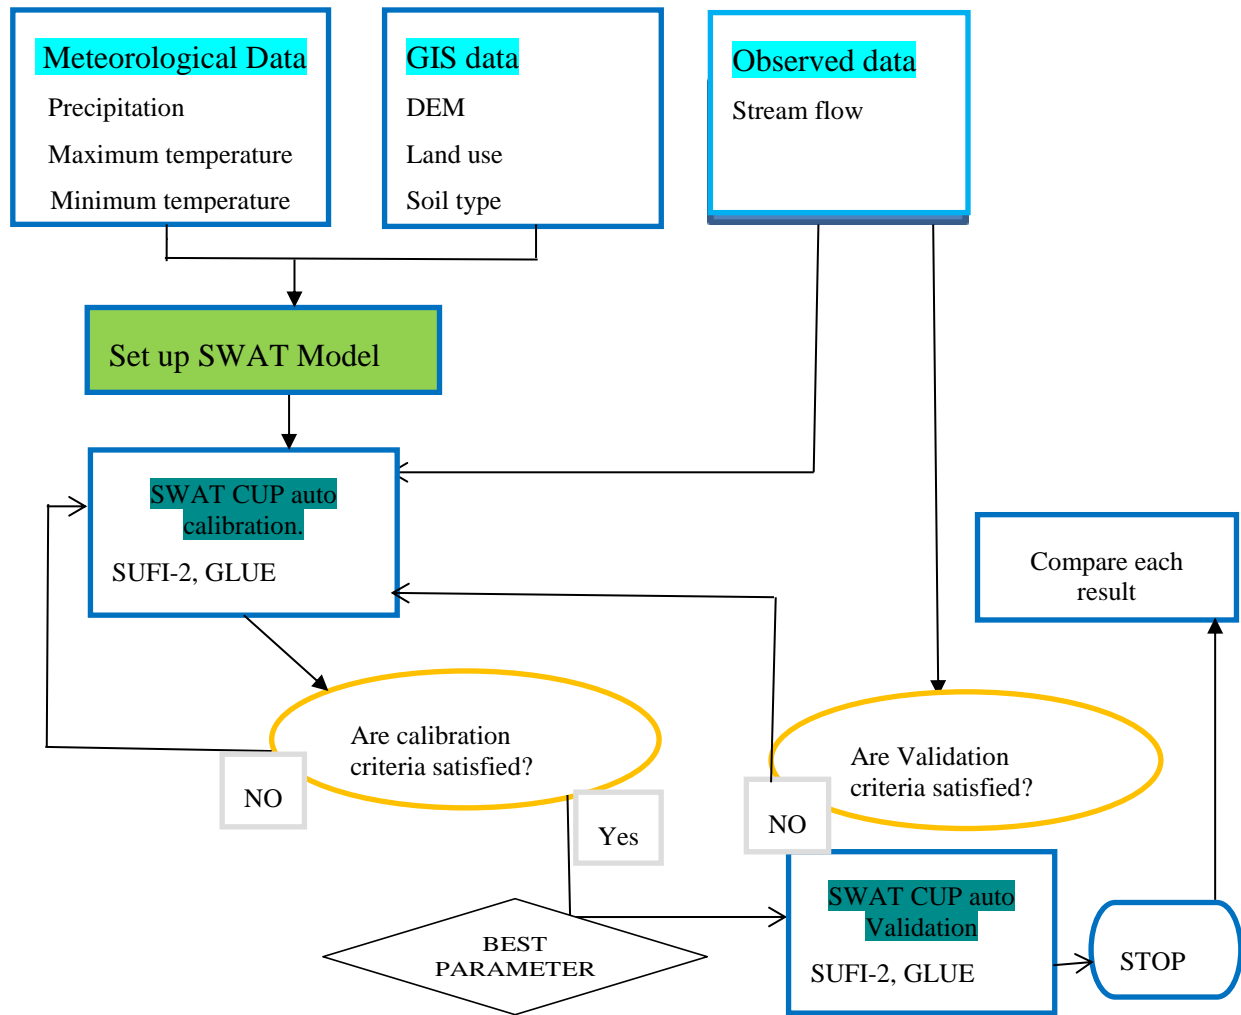 Meteorological Data
Precipitation
Maximum temperature
Minimum temperature
GIS data
DEM
Land use
Soil type
Observed data
Stream flow
Set up SWAT Model
SWAT CUP auto
calibration.
SUFI-2, GLUE
Compare each
result
Are calibration
criteria satisfied?
NO
Yes
Are Validation
criteria satisfied?
NO
BEST
PARAMETER
SWAT CUP auto
Validation
SUFI-2, GLUE
STOP